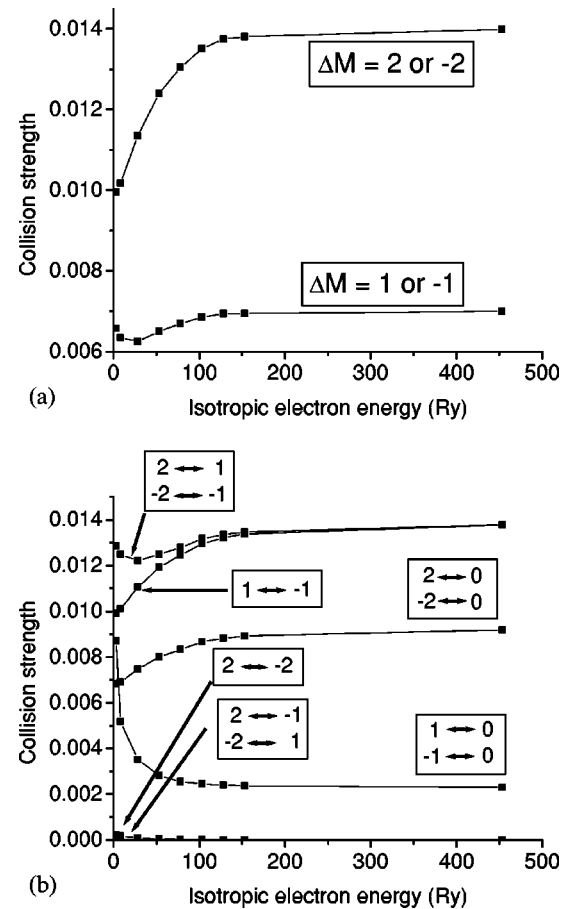 0.014
0.012
0.010
0.008
0.006
Collision strength
ΔM = 2 or -2
ΔM = 1 or -1
0 100 200 300 400 500
(a)
Isotropic electron energy (Ry)
2 ↔ 1
-2 ↔ -1
0.014
0.012
0.010
0.008
0.006
0.004
0.002
0.000
Collision strength
1 ↔ -1
2 ↔ 0
-2 ↔ 0
2 ↔ -2
2 ↔ -1
-2 ↔ 1
1 ↔ 0
-1 ↔ 0
0 100 200 300 400 500
(b)
Isotropic electron energy (Ry)